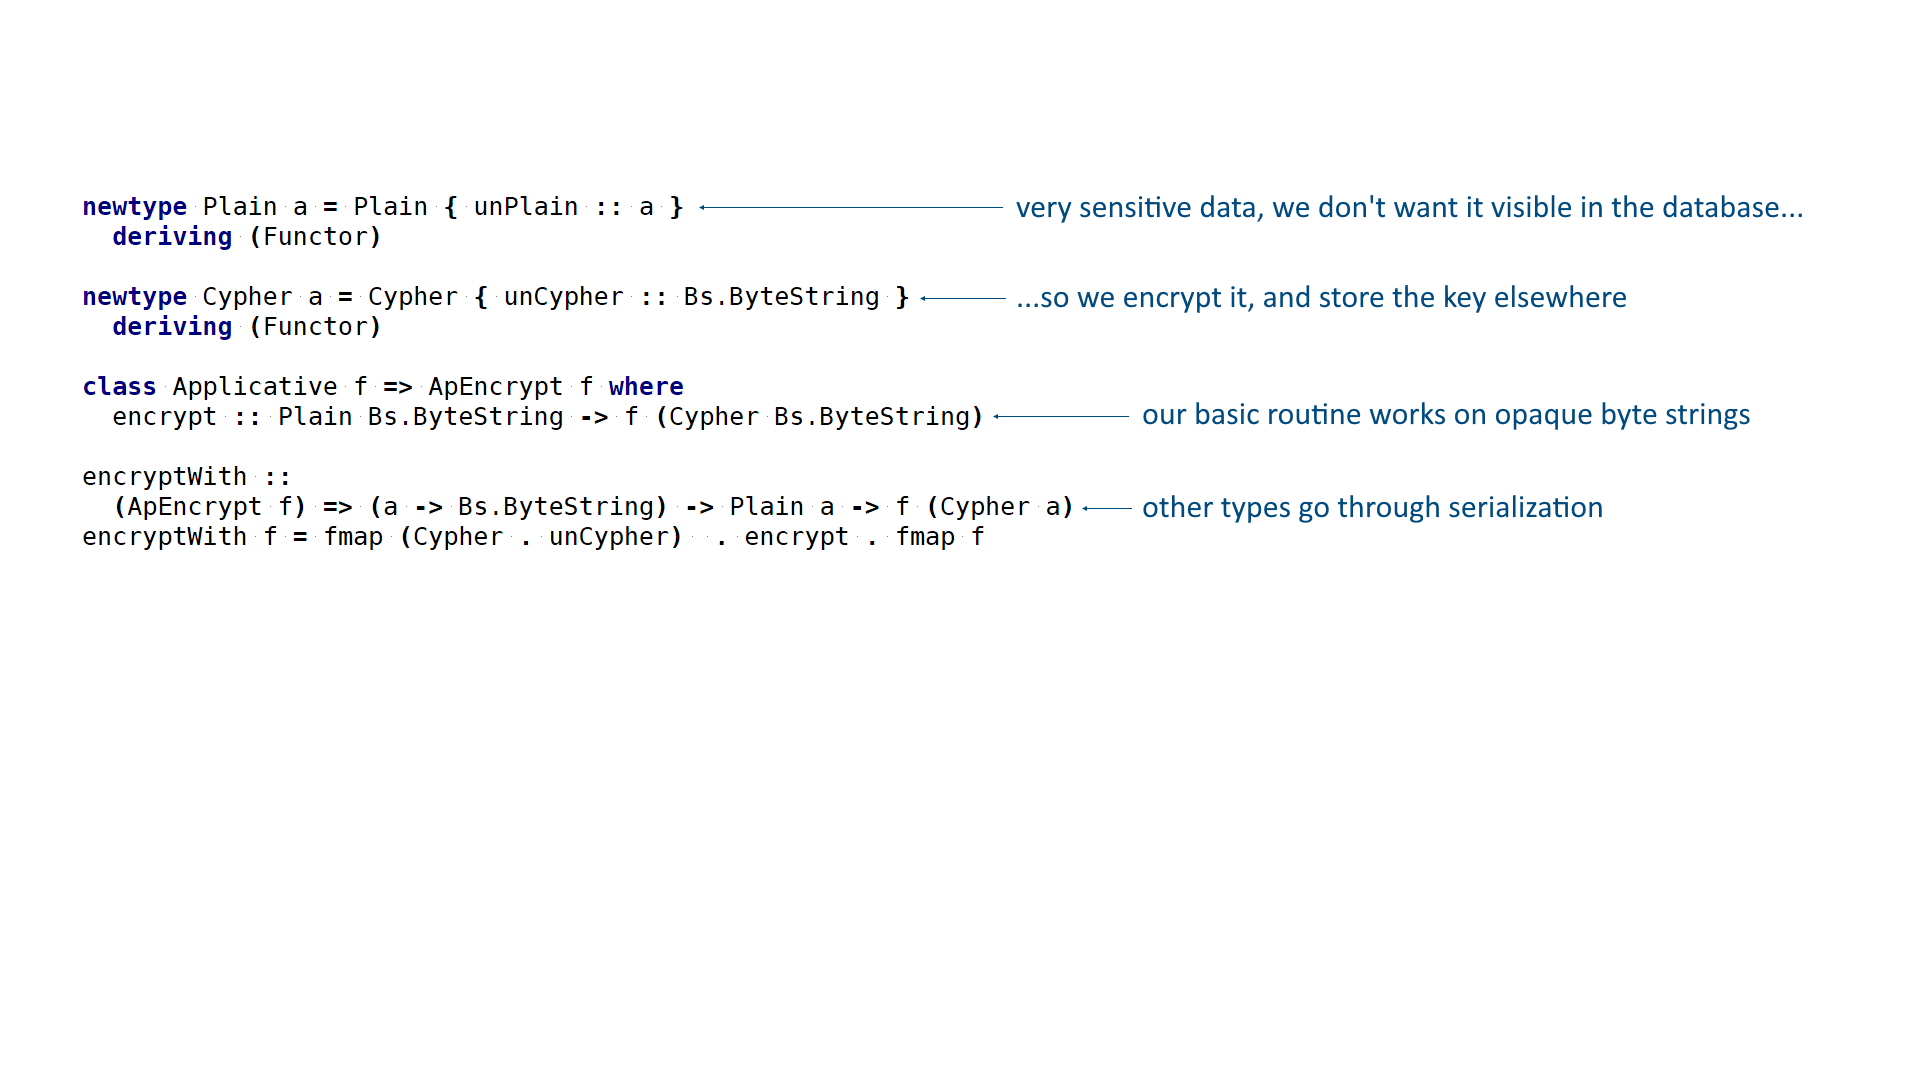 newtype Plain a = Plain { unPlain :: a } very sensitive data, we don't want it visible in the database...
  deriving (Functor)
newtype Cypher a = Cypher { unCypher :: Bs.ByteString } ...so we encrypt it, and store the key elsewhere
  deriving (Functor)
class Applicative f => ApEncrypt f where
  encrypt :: Plain Bs.ByteString -> f (Cypher Bs.ByteString) our basic routine works on opaque byte strings
encryptWith ::
  (ApEncrypt f) => (a -> Bs.ByteString) -> Plain a -> f (Cypher a) other types go through serialization
encryptWith f = fmap (Cypher . unCypher)  . encrypt . fmap f